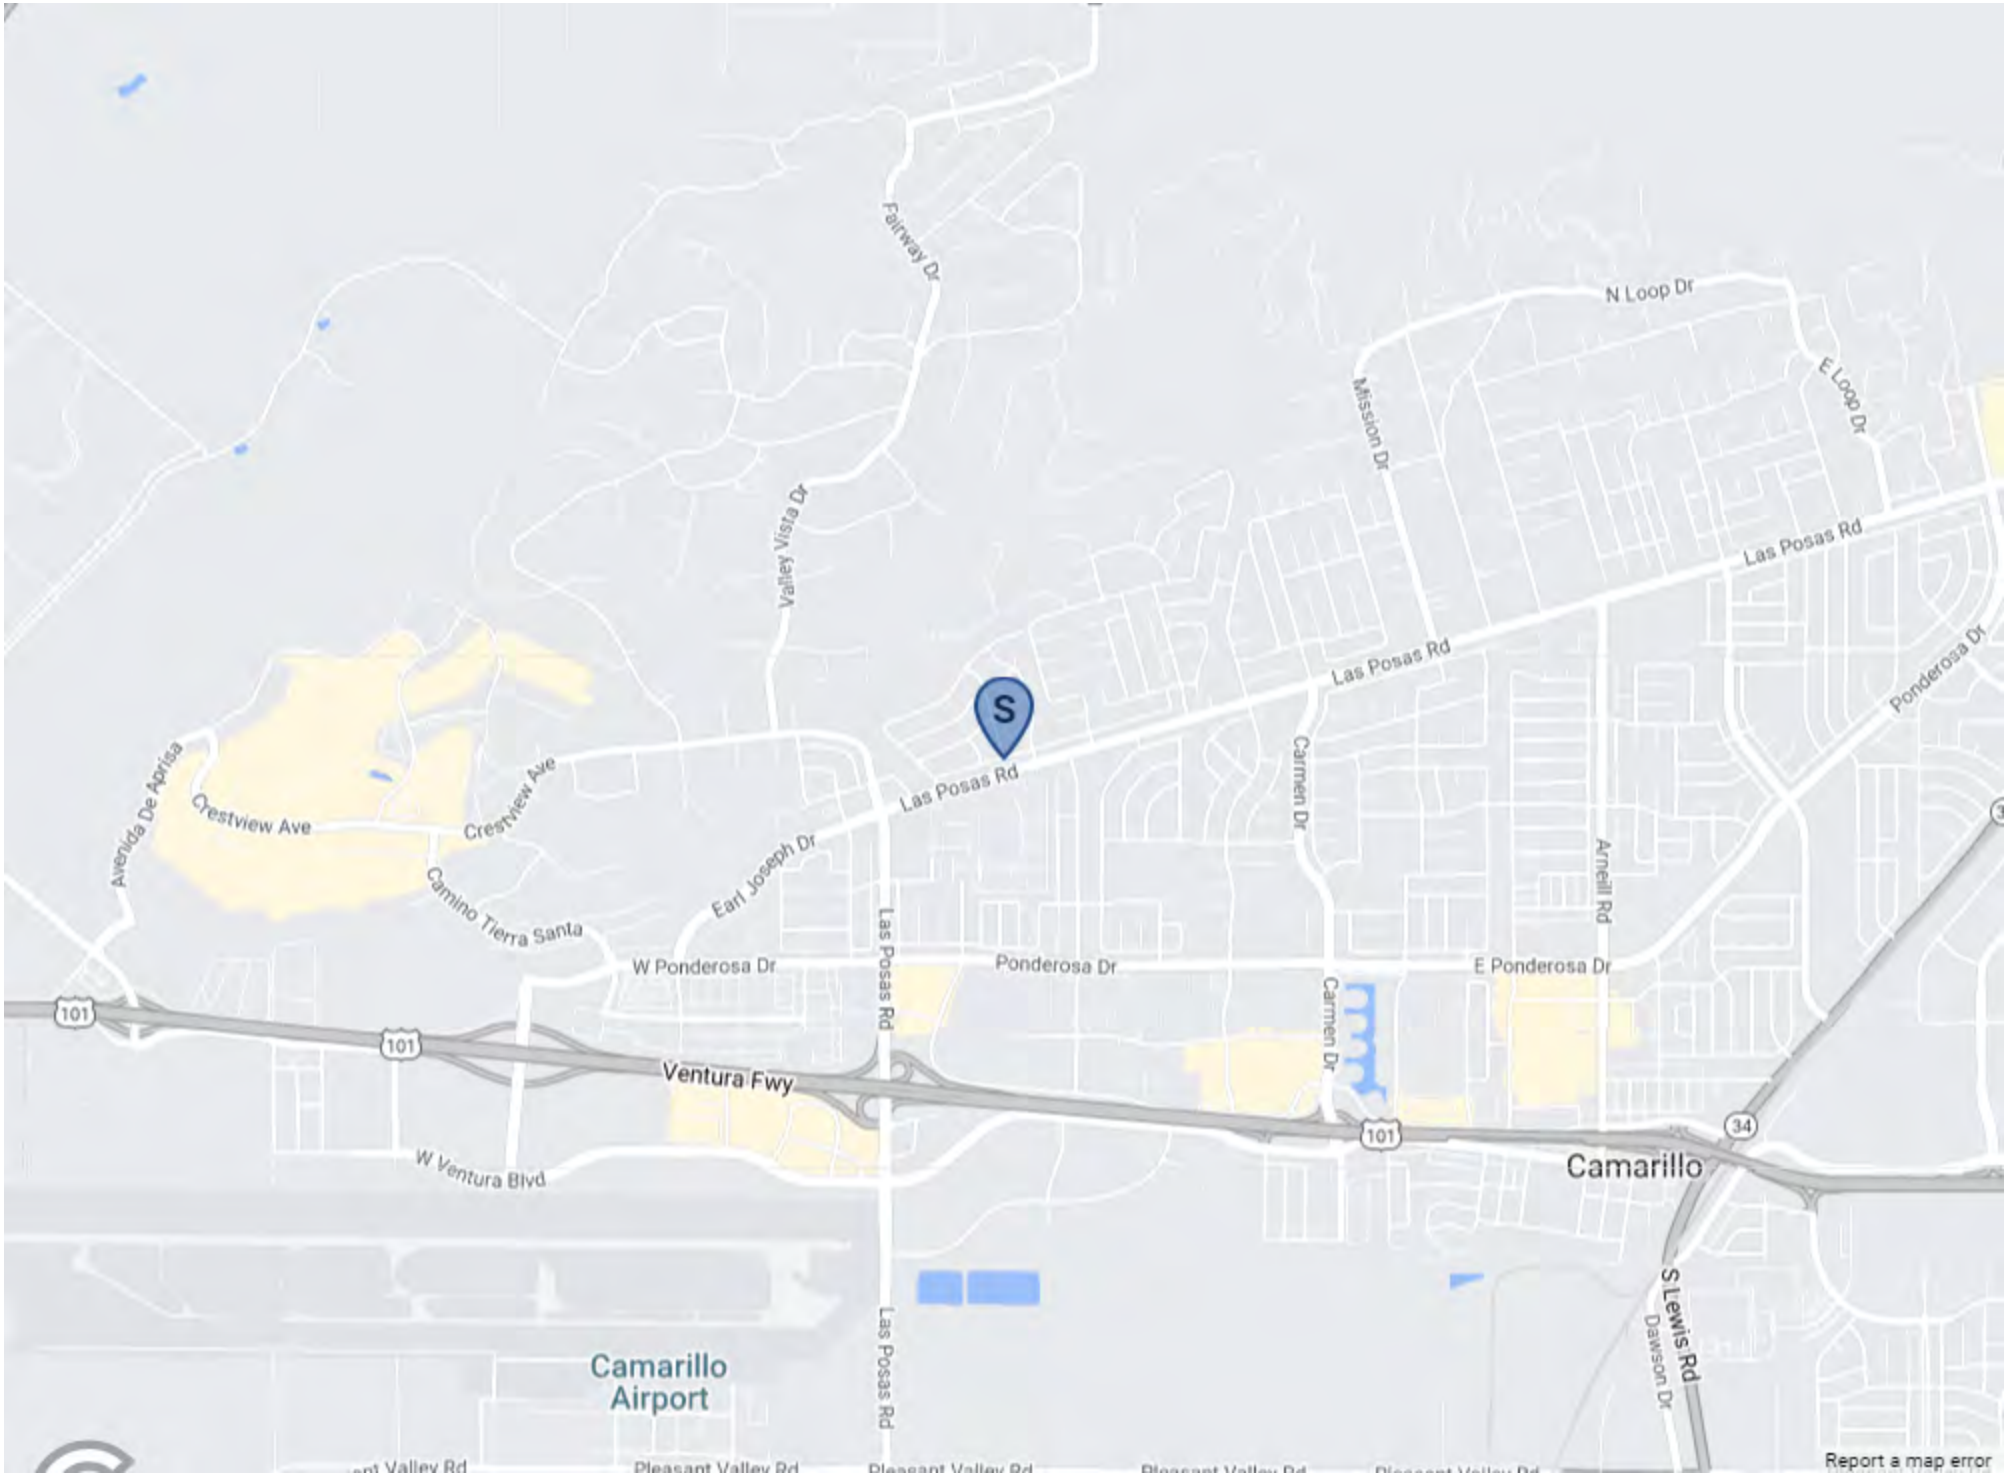 Fairway Dr
N Loop Dr
E Loop Dr
Mission Dr
Valley Vista Dr
Las Posas Rd
Las Posas Rd
Ponderosa Dr
S
Avenida De Aprisa
Crestview Ave
Crestview Ave
Las Posas Rd
Carmen Dr
Earl Joseph Dr
Arneill Rd
Camino Tierra Santa
Las Posas Rd
W Ponderosa Dr
Ponderosa Dr
E Ponderosa Dr
Carmen Dr
101
101
Ventura Fwy
101
34
Camarillo
W Ventura Blvd
S Lewis Rd
Dawson Dr
Las Posas Rd
Camarillo
Airport
Valley Rd
Pleasant Valley Rd
Pleasant Valley Rd
Pleasant Valley Rd
Pleasant Valley Rd
Report a map error